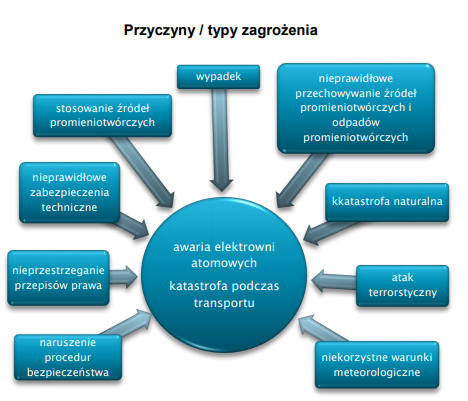 Przyczyny / typy zagrożenia
wypadek
nieprawidłowe
przechowywanie źródeł
promieniotwórczych i
odpadów
promieniotwórczych
stosowanie źródeł
promieniotwórczych
nieprawidłowe
zabezpieczenia
techniczne
kkatastrofa naturalna
awaria elektrowni
atomowych
katastrofa podczas
transportu
nieprzestrzeganie
przepisów prawa
atak
terrorstyczny
naruszenie
procedur
bezpieczeństwa
niekorzystne warunki
meteorologiczne